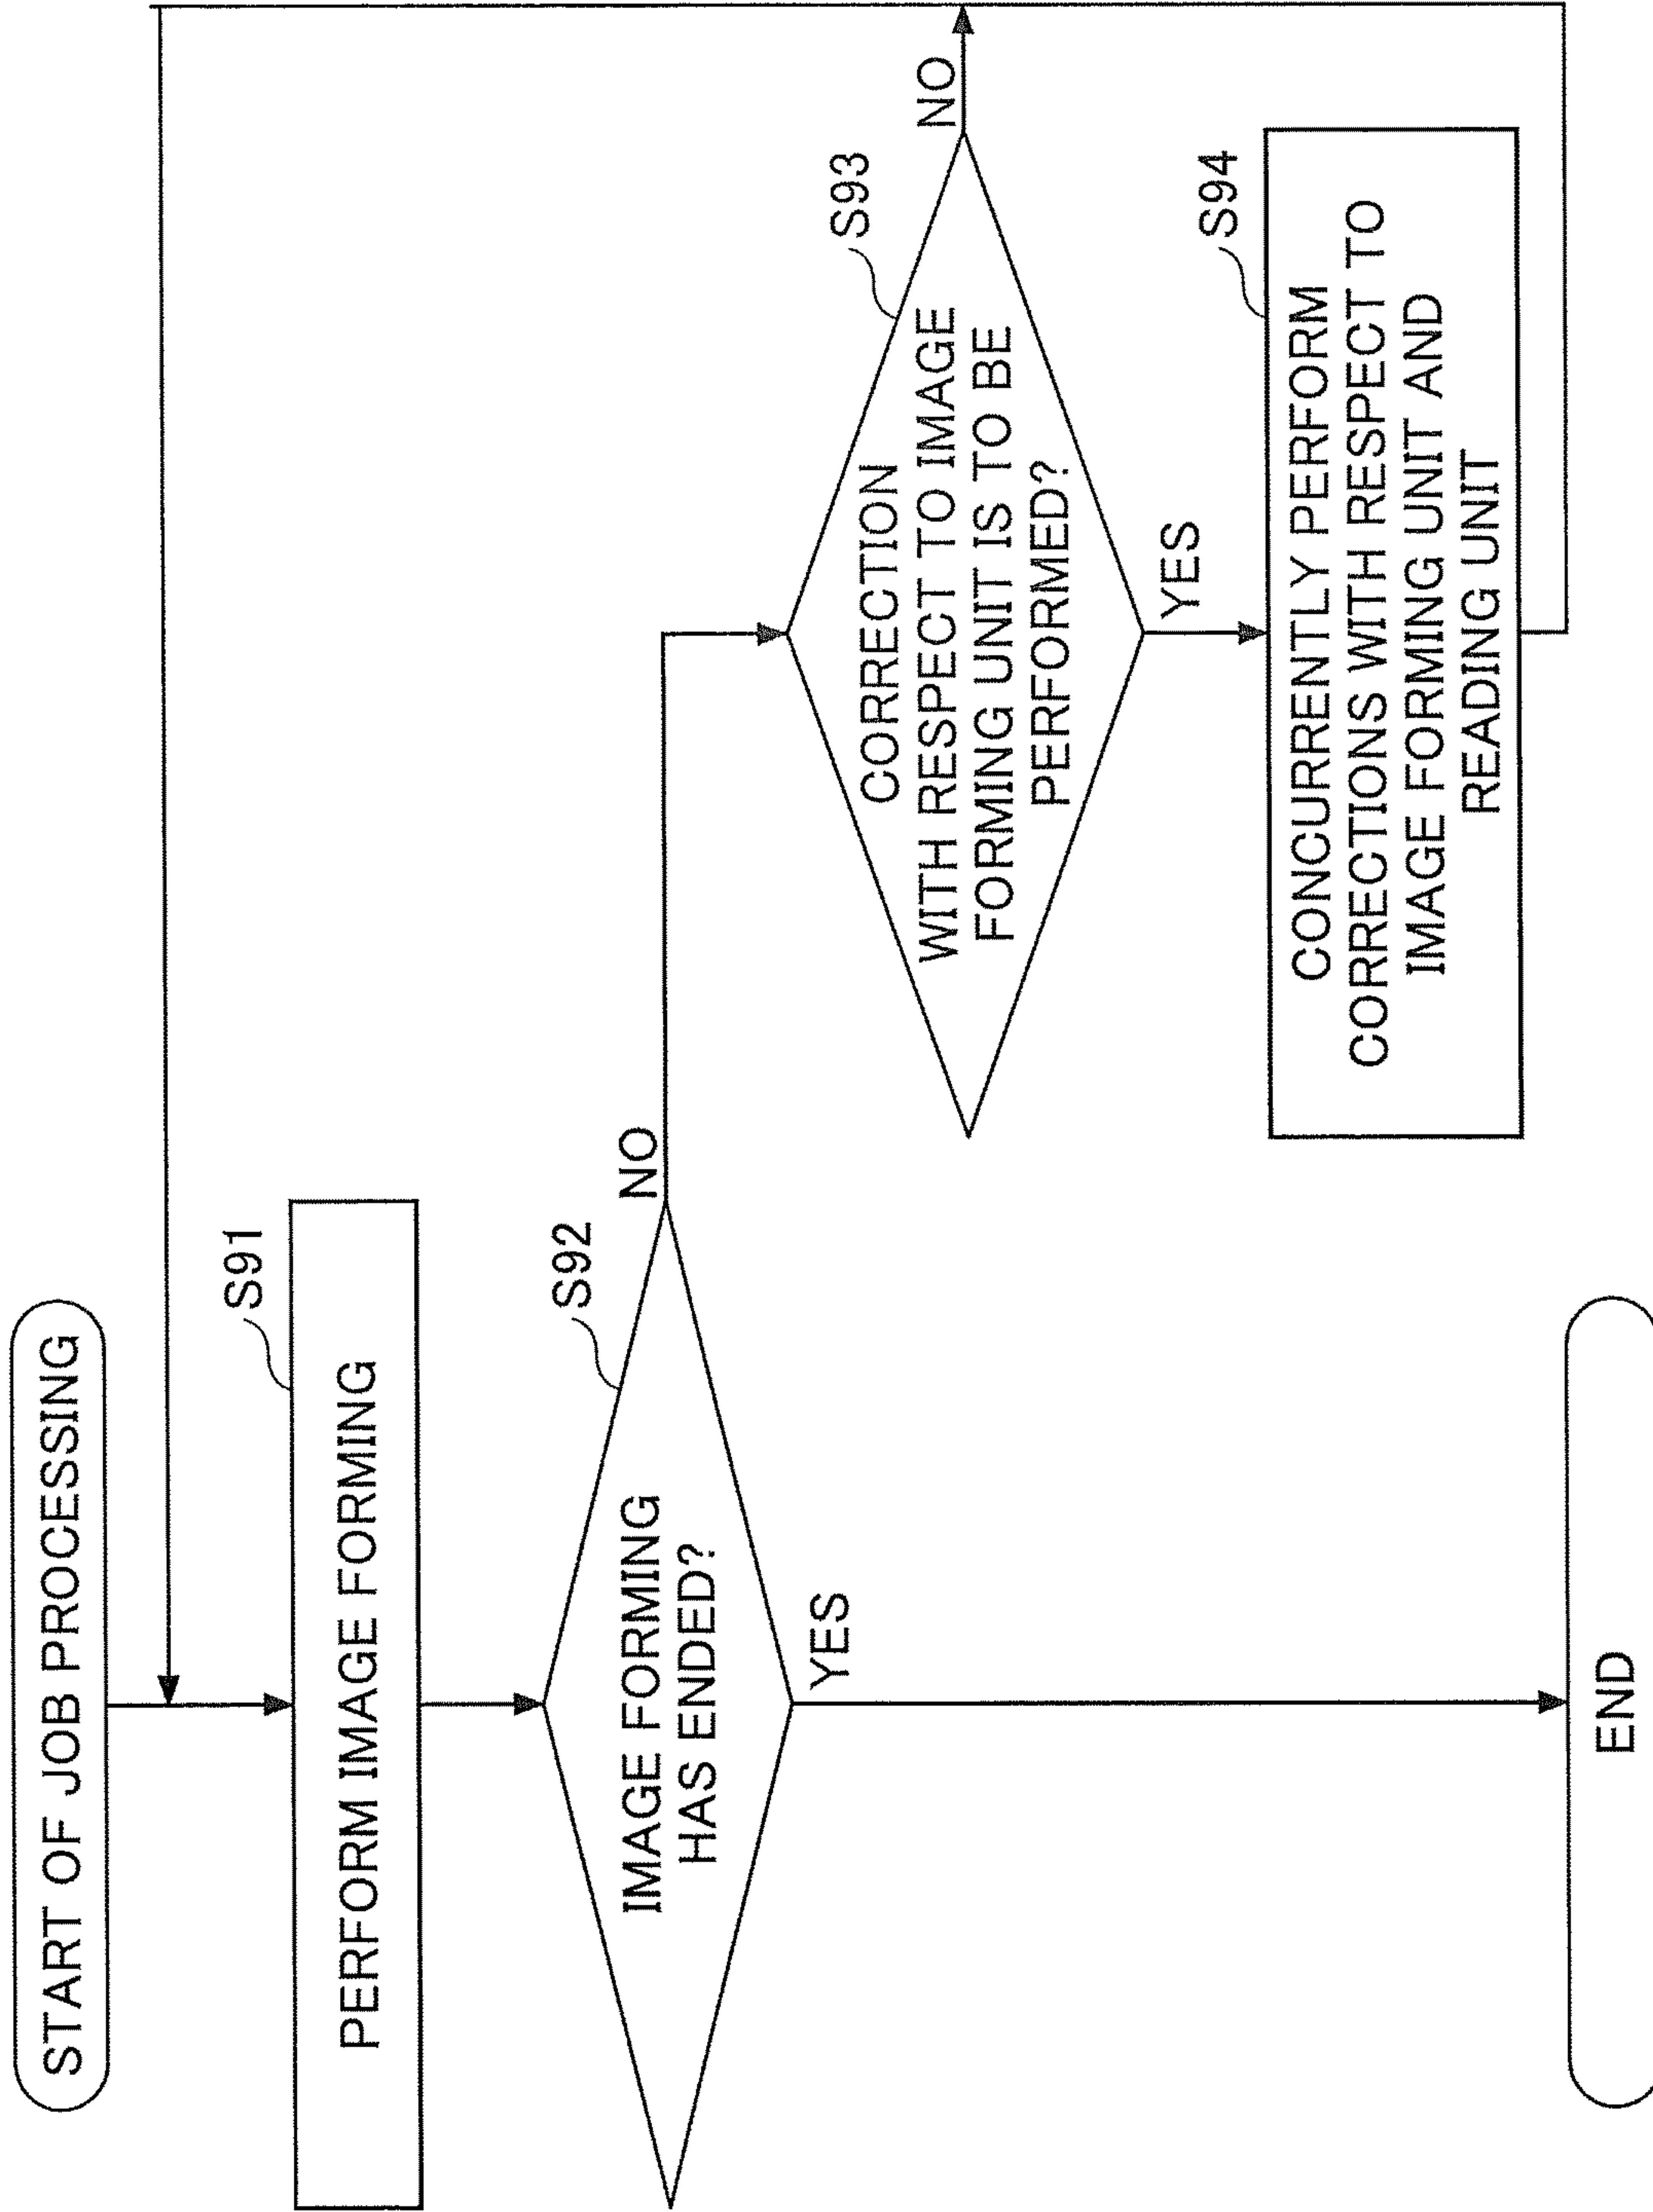 START OF JOB PROCESSING
S91
PERFORM IMAGE FORMING
S92
IMAGE FORMING
HAS ENDED?
NO
YES
S93
CORRECTION
WITH RESPECT TO IMAGE
FORMING UNIT IS TO BE
PERFORMED?
NO
YES
S94
CONCURRENTLY PERFORM
CORRECTIONS WITH RESPECT TO
IMAGE FORMING UNIT AND
READING UNIT
END